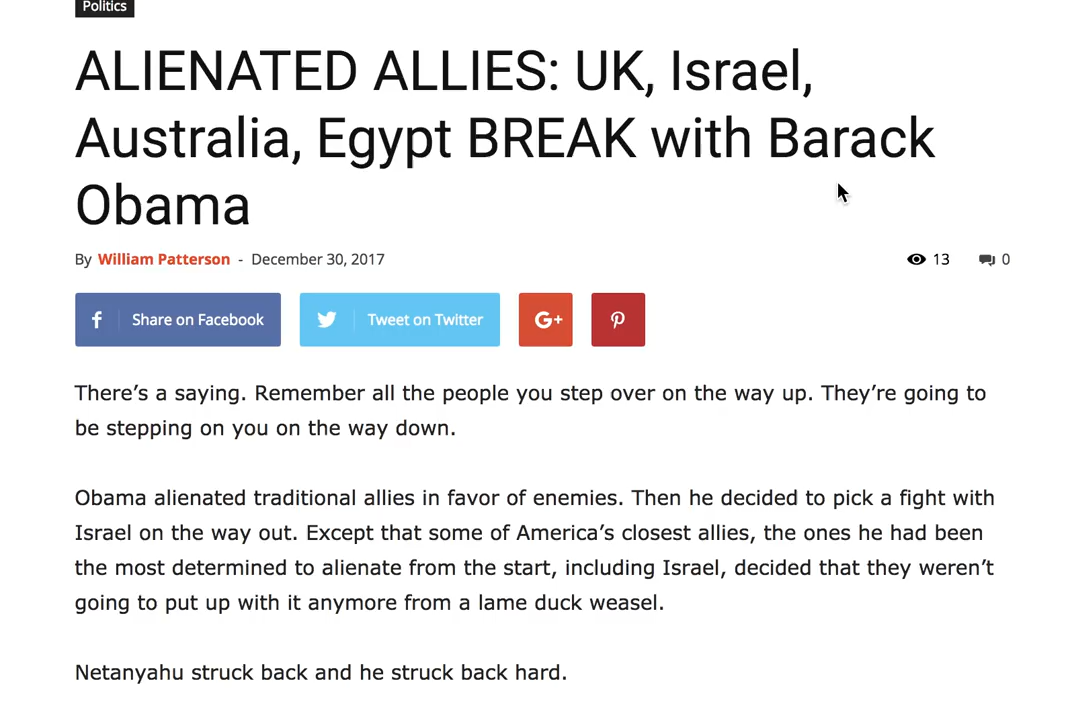 Politics
ALIENATED ALLIES: UK, Israel,
Australia, Egypt BREAK with Barack
Obama
By William Patterson - December 30, 2017 13 0
f Share on Facebook Tweet on Twitter G+
There’s a saying. Remember all the people you step over on the way up. They’re going to
be stepping on you on the way down.
Obama alienated traditional allies in favor of enemies. Then he decided to pick a fight with
Israel on the way out. Except that some of America’s closest allies, the ones he had been
the most determined to alienate from the start, including Israel, decided that they weren’t
going to put up with it anymore from a lame duck weasel.
Netanyahu struck back and he struck back hard.